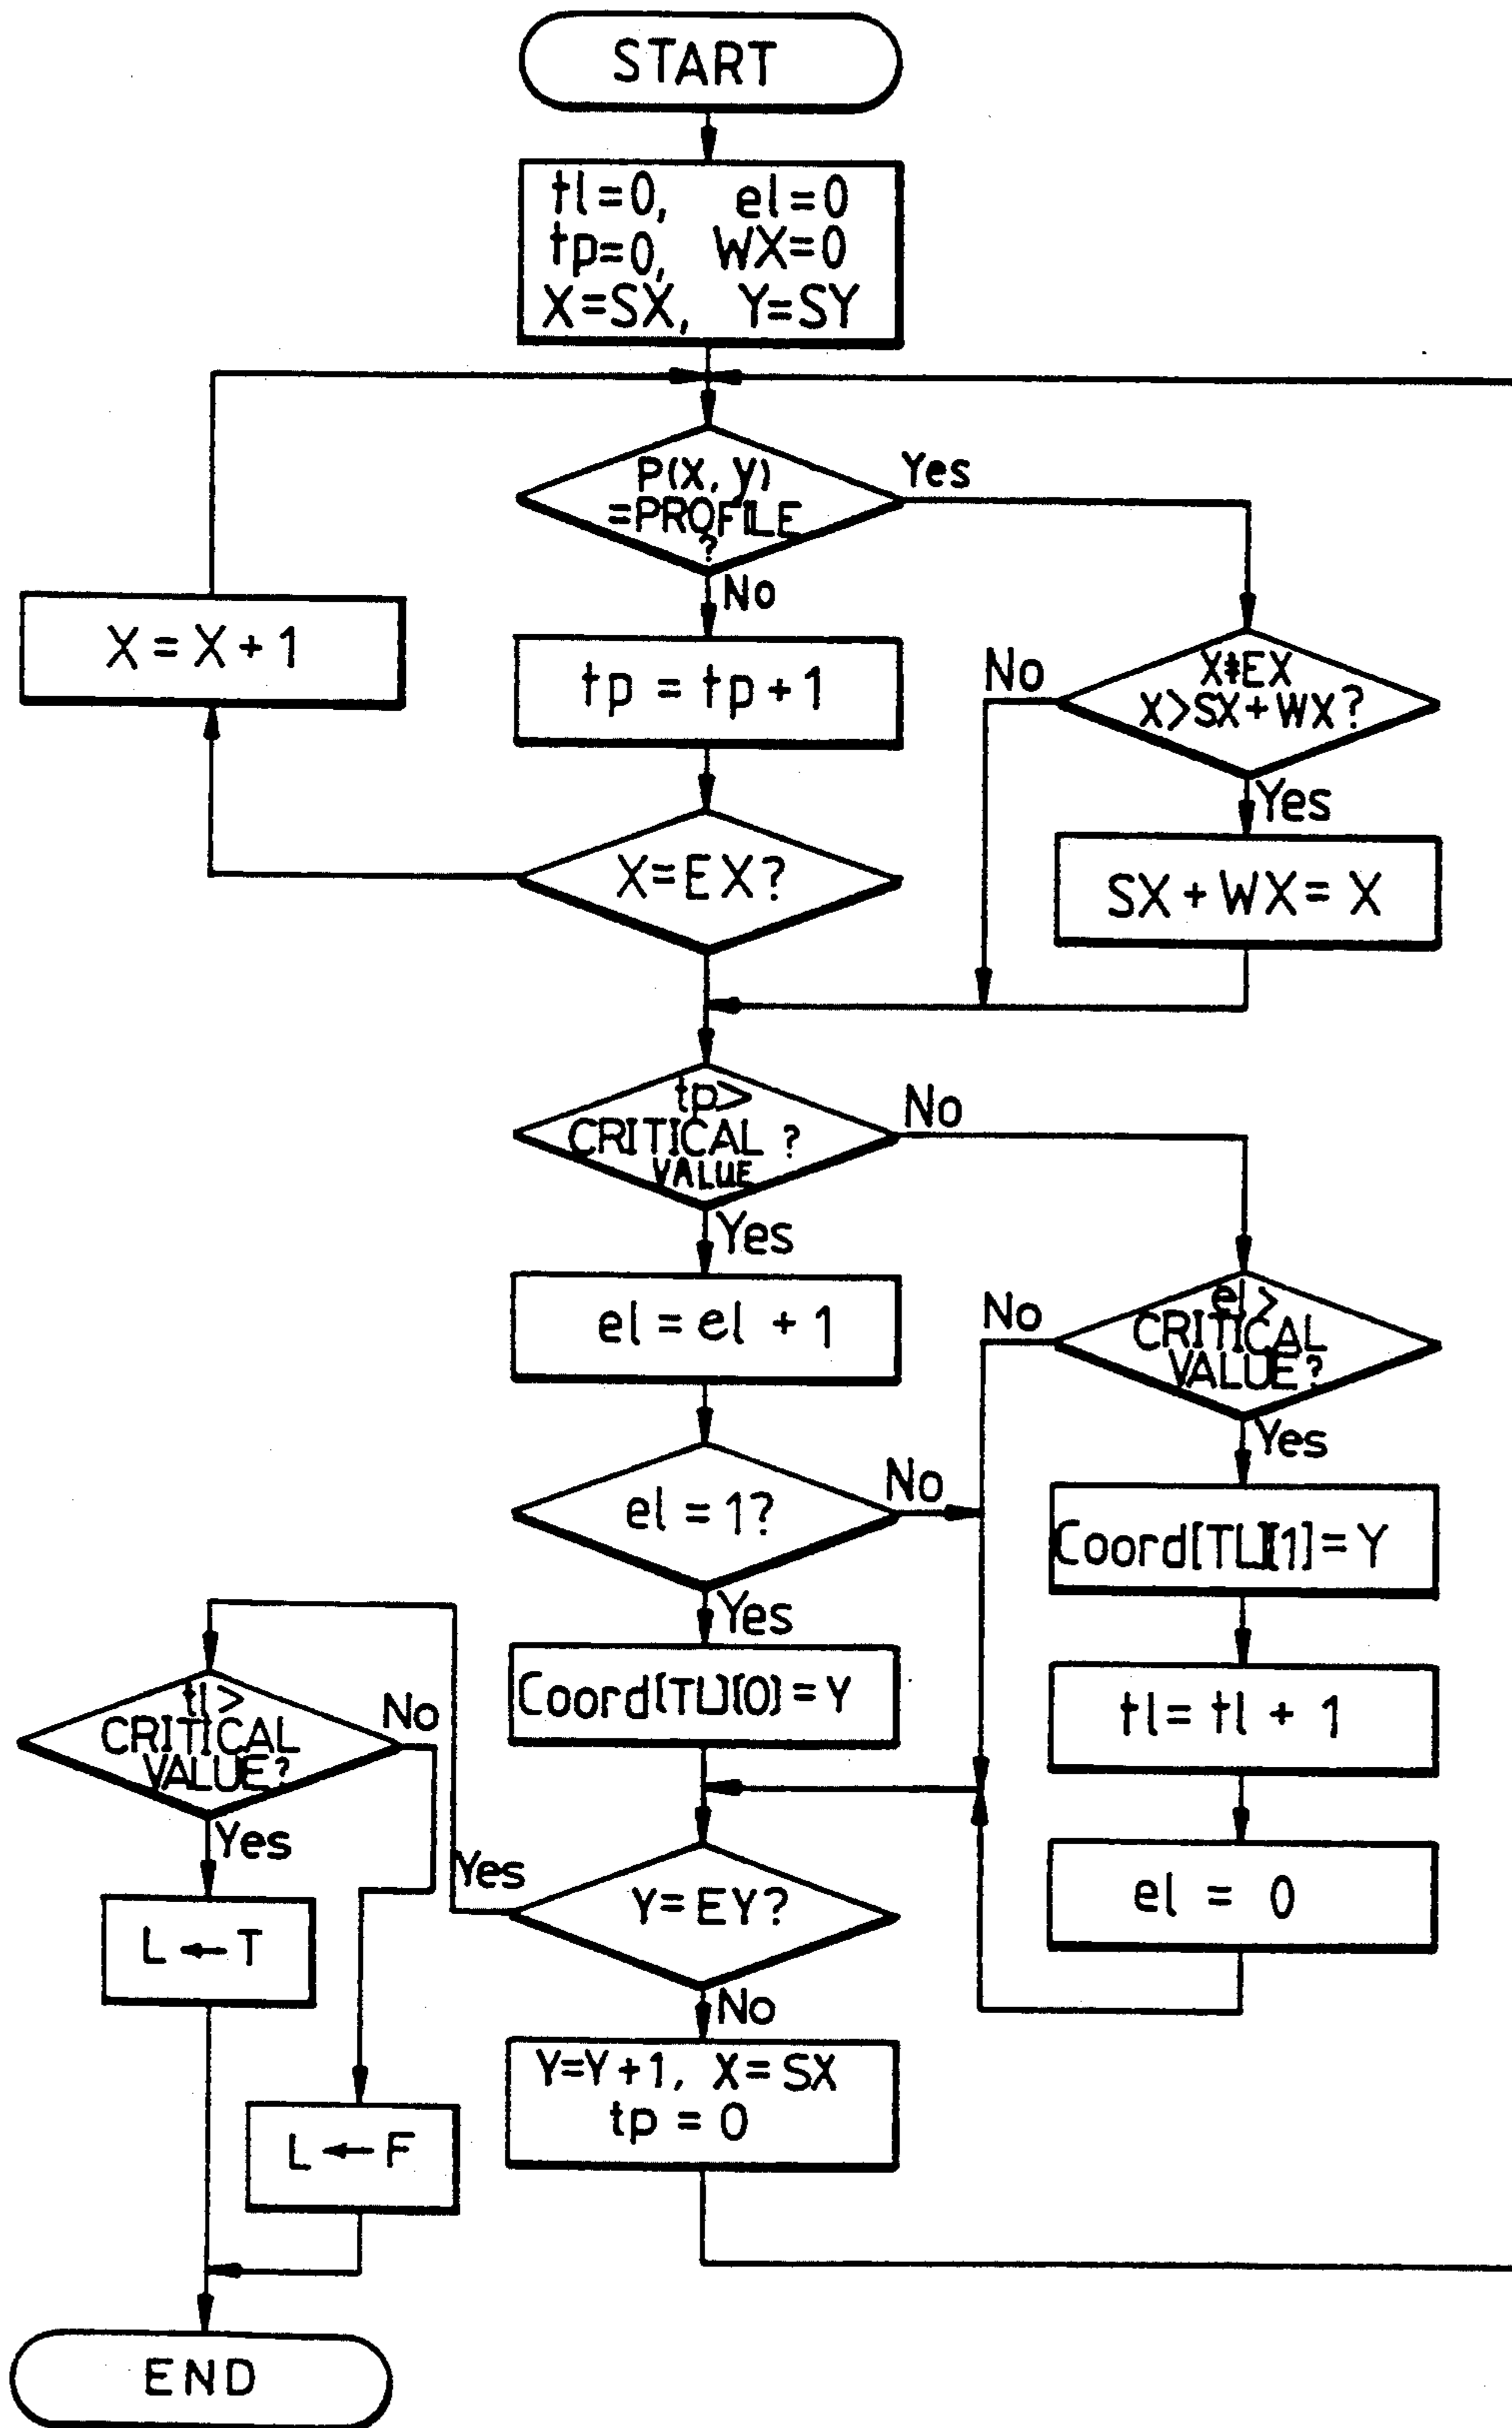 START
tl=0, el=0
tp=0, WX=0
X=SX, Y=SY
P(X, y)
=PROFILE
?
Yes
No
X=X+1
tp = tp+1
X≠EX
X>SX+WX?
No
Yes
X=EX?
SX+WX=X
tp>
CRITICAL ?
VALUE
No
Yes
el=el +1
el>
CRITICAL
VALUE?
No
Yes
el =1?
No
Yes
Coord[TL][1]=Y
Coord[TL][0]=Y
tl= tl + 1
tl>
CRITICAL
VALUE?
No
Yes
Y=EY?
Yes
No
el = 0
L ← T
Y=Y+1, X=SX
tp =0
L ← F
END